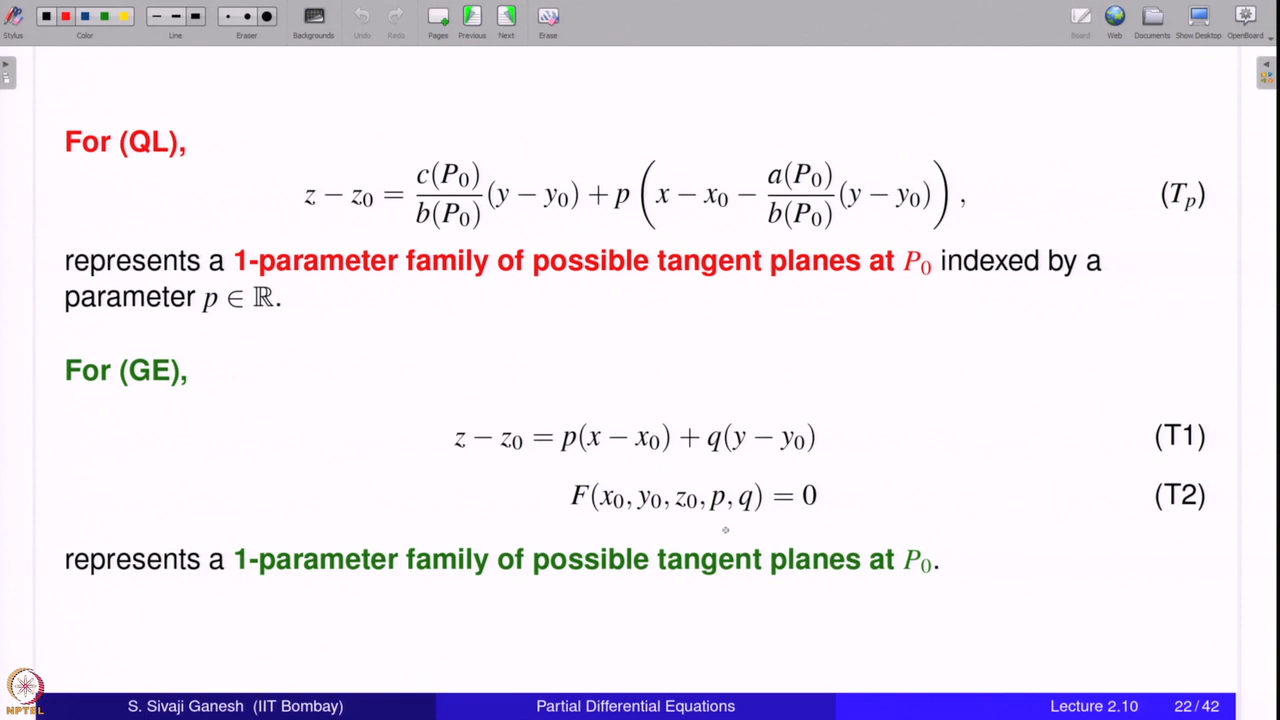 Stylus Color Line Eraser Backgrounds Undo Redo Pages Previous Next Erase Board Web Documents Show Desktop OpenBoard
For (QL),
z − z₀ = c(P₀)/b(P₀) (y − y₀) + p ( x − x₀ − a(P₀)/b(P₀) (y − y₀) ) , (Tₚ)
represents a 1-parameter family of possible tangent planes at P₀ indexed by a
parameter p ∈ ℝ.
For (GE),
z − z₀ = p(x − x₀) + q(y − y₀) (T1)
F(x₀, y₀, z₀, p, q) = 0 (T2)
represents a 1-parameter family of possible tangent planes at P₀.
NPTEL
S. Sivaji Ganesh (IIT Bombay) Partial Differential Equations Lecture 2.10 22 / 42